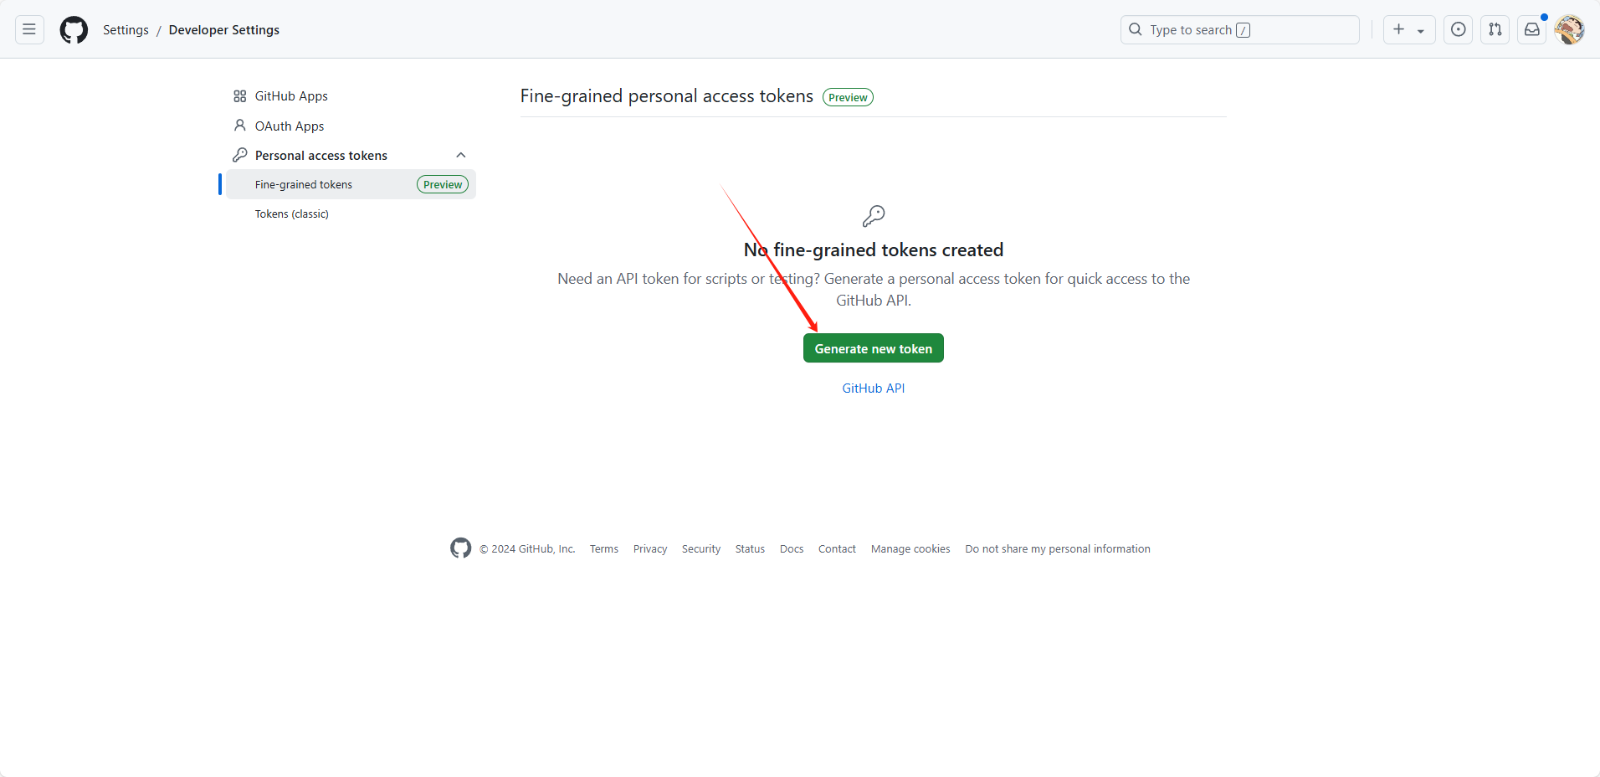 Settings / Developer Settings
Type to search /
GitHub Apps
OAuth Apps
Personal access tokens
Fine-grained tokens Preview
Tokens (classic)
Fine-grained personal access tokens Preview
No fine-grained tokens created
Need an API token for scripts or testing? Generate a personal access token for quick access to the
GitHub API.
Generate new token
GitHub API
© 2024 GitHub, Inc. Terms Privacy Security Status Docs Contact Manage cookies Do not share my personal information